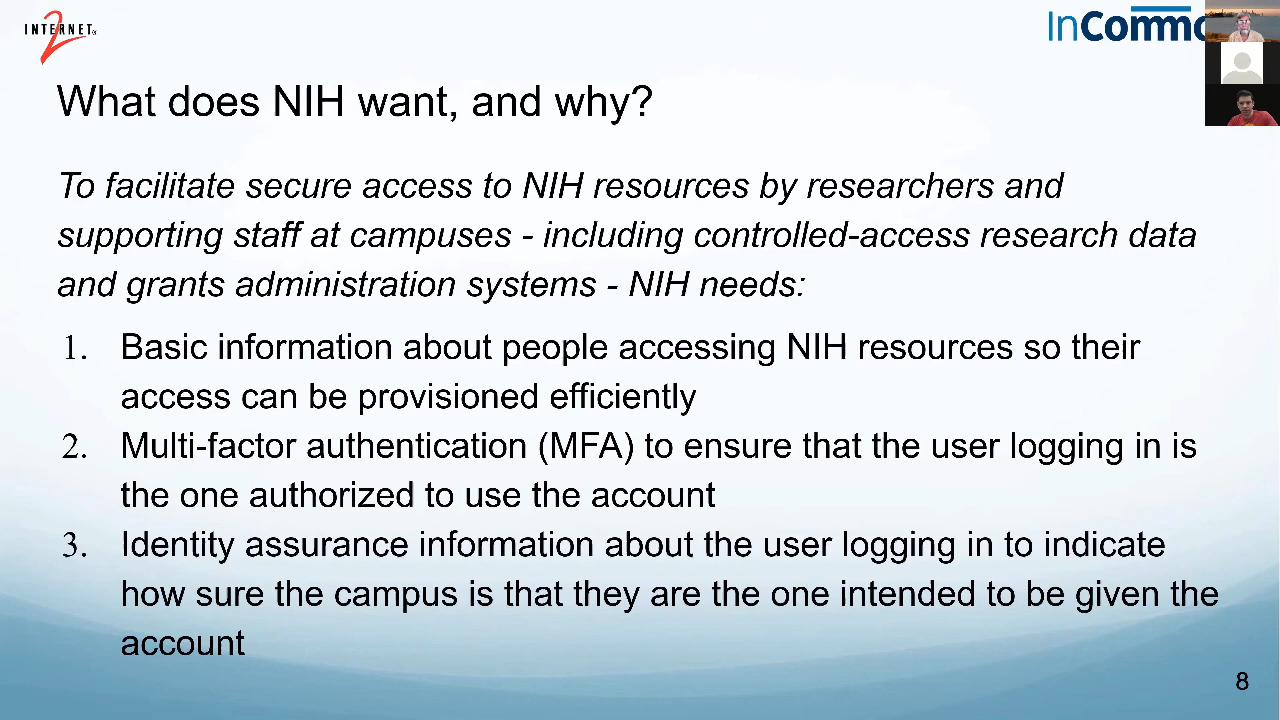 INTERNET
2
InCommo
What does NIH want, and why?
To facilitate secure access to NIH resources by researchers and
supporting staff at campuses - including controlled-access research data
and grants administration systems - NIH needs:
1. Basic information about people accessing NIH resources so their
access can be provisioned efficiently
2. Multi-factor authentication (MFA) to ensure that the user logging in is
the one authorized to use the account
3. Identity assurance information about the user logging in to indicate
how sure the campus is that they are the one intended to be given the
account
8